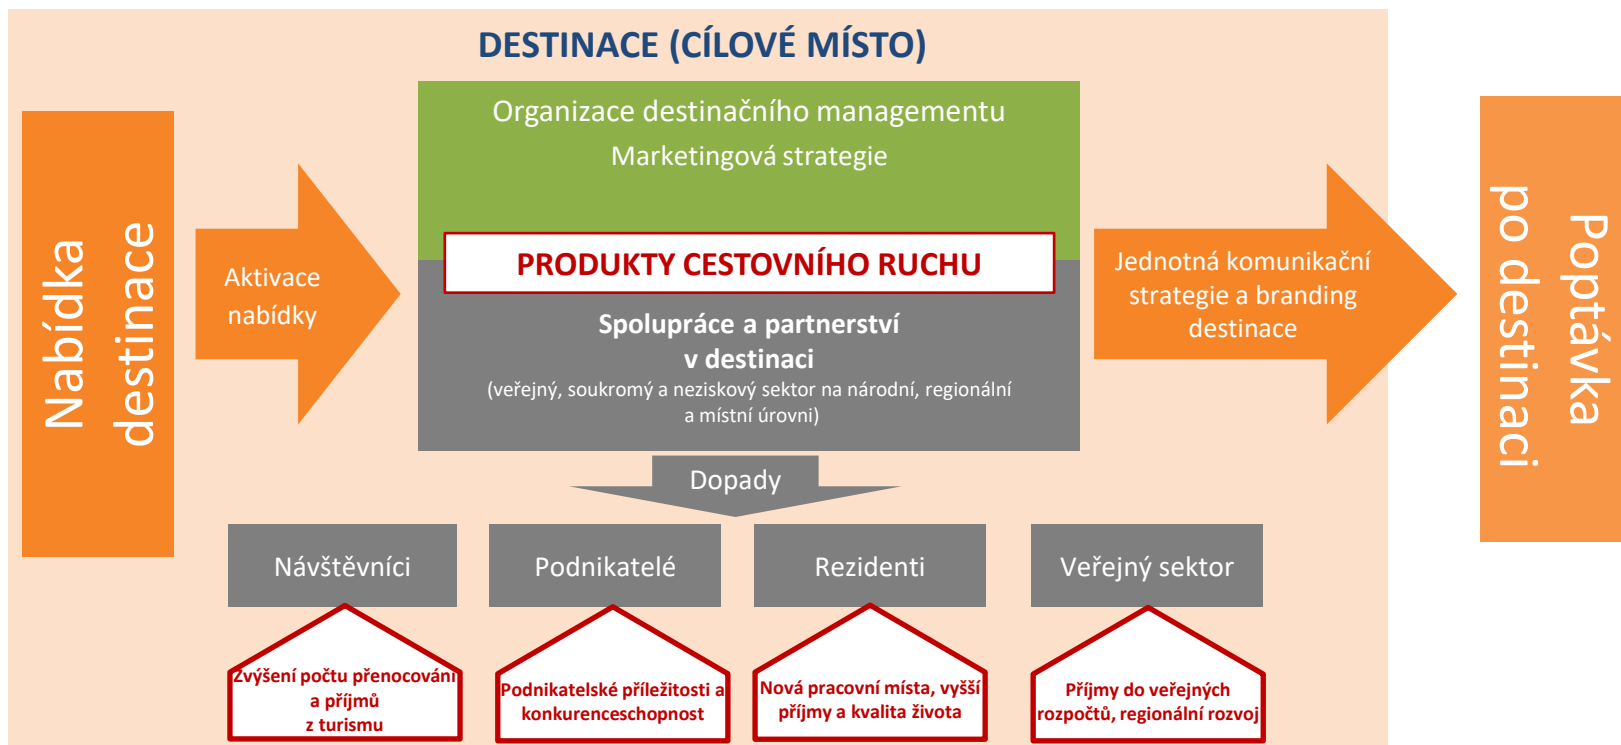 DESTINACE (CÍLOVÉ MÍSTO)
Nabídka
destinace
Aktivace
nabídky
Organizace destinačního managementu
Marketingová strategie
PRODUKTY CESTOVNÍHO RUCHU
Spolupráce a partnerství
v destinaci
(veřejný, soukromý a neziskový sektor na národní, regionální
a místní úrovni)
Jednotná komunikační
strategie a branding
destinace
Poptávka
po destinaci
Dopady
Návštěvníci
Podnikatelé
Rezidenti
Veřejný sektor
Zvýšení počtu přenocování
a příjmů
z turismu
Podnikatelské příležitosti a
konkurenceschopnost
Nová pracovní místa, vyšší
příjmy a kvalita života
Příjmy do veřejných
rozpočtů, regionální rozvoj